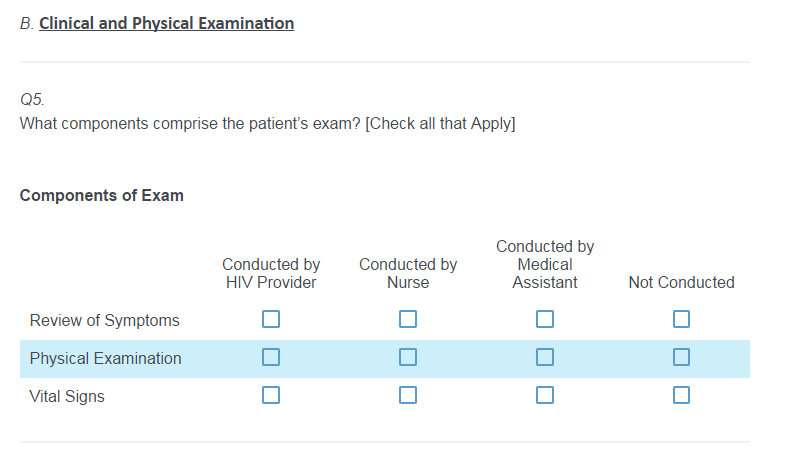 B. Clinical and Physical Examination
Q5.
What components comprise the patient's exam? [Check all that Apply]
Components of Exam
Conducted by HIV Provider
Conducted by Nurse
Conducted by Medical Assistant
Not Conducted
Review of Symptoms
Physical Examination
Vital Signs